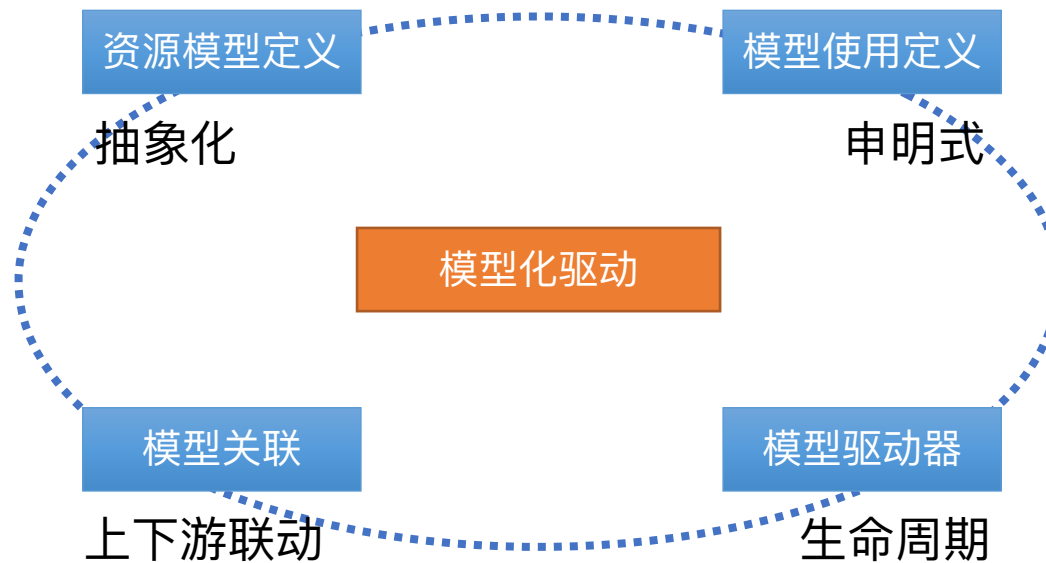 资源模型定义
模型使用定义
抽象化
申明式
模型化驱动
模型关联
模型驱动器
上下游联动
生命周期